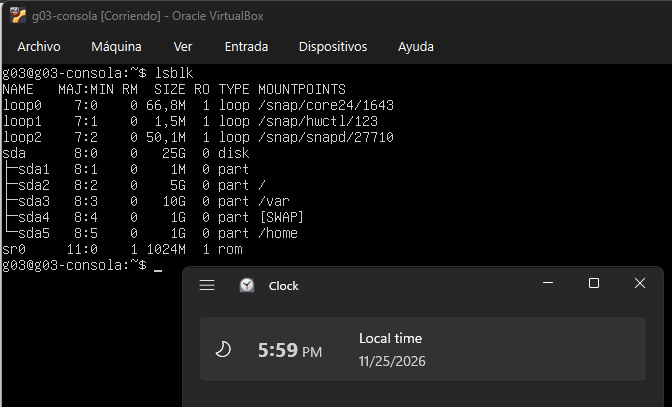 g03-consola [Corriendo] - Oracle VirtualBox
Archivo Máquina Ver Entrada Dispositivos Ayuda
g03@g03-consola:~$ lsblk
NAME   MAJ:MIN RM  SIZE RO TYPE MOUNTPOINTS
loop0    7:0    0 66,8M  1 loop /snap/core24/1643
loop1    7:1    0  1,5M  1 loop /snap/hwctl/123
loop2    7:2    0 50,1M  1 loop /snap/snapd/27710
sda      8:0    0   25G  0 disk
├─sda1   8:1    0    1M  0 part
├─sda2   8:2    0    5G  0 part /
├─sda3   8:3    0   10G  0 part /var
├─sda4   8:4    0    1G  0 part [SWAP]
└─sda5   8:5    0    1G  0 part /home
sr0     11:0    1 1024M  1 rom
g03@g03-consola:~$ _
Clock
Local time
5:59 PM
11/25/2026